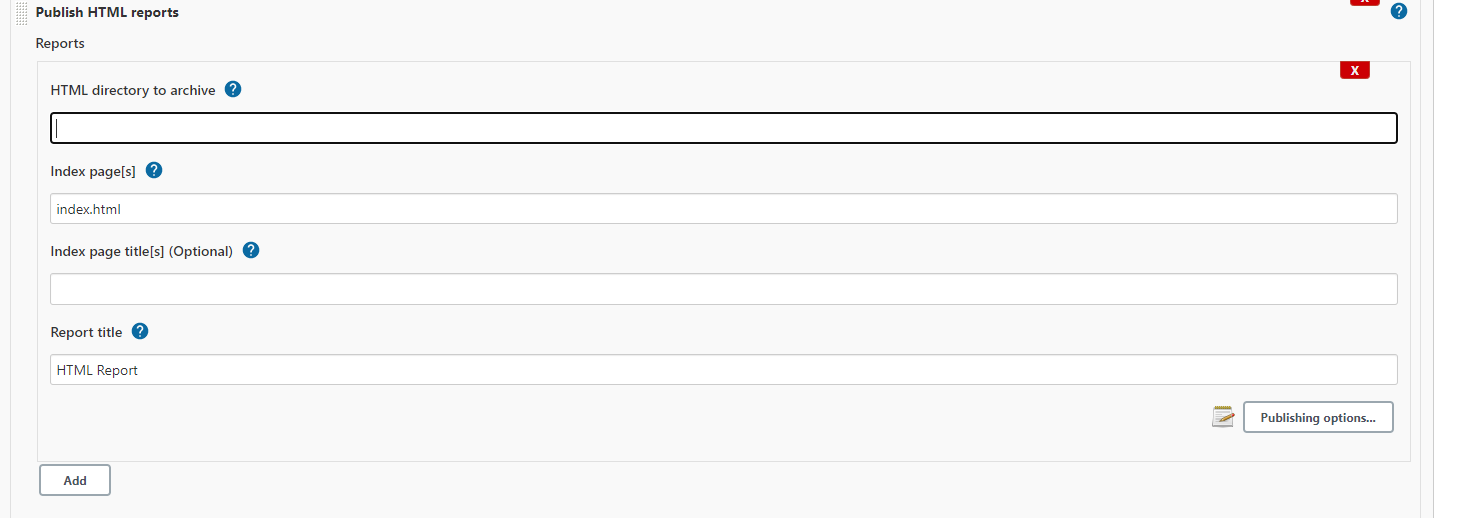 Publish HTML reports
X
?
Reports
X
HTML directory to archive ?
Index page[s] ?
index.html
Index page title[s] (Optional) ?
Report title ?
HTML Report
Publishing options...
Add